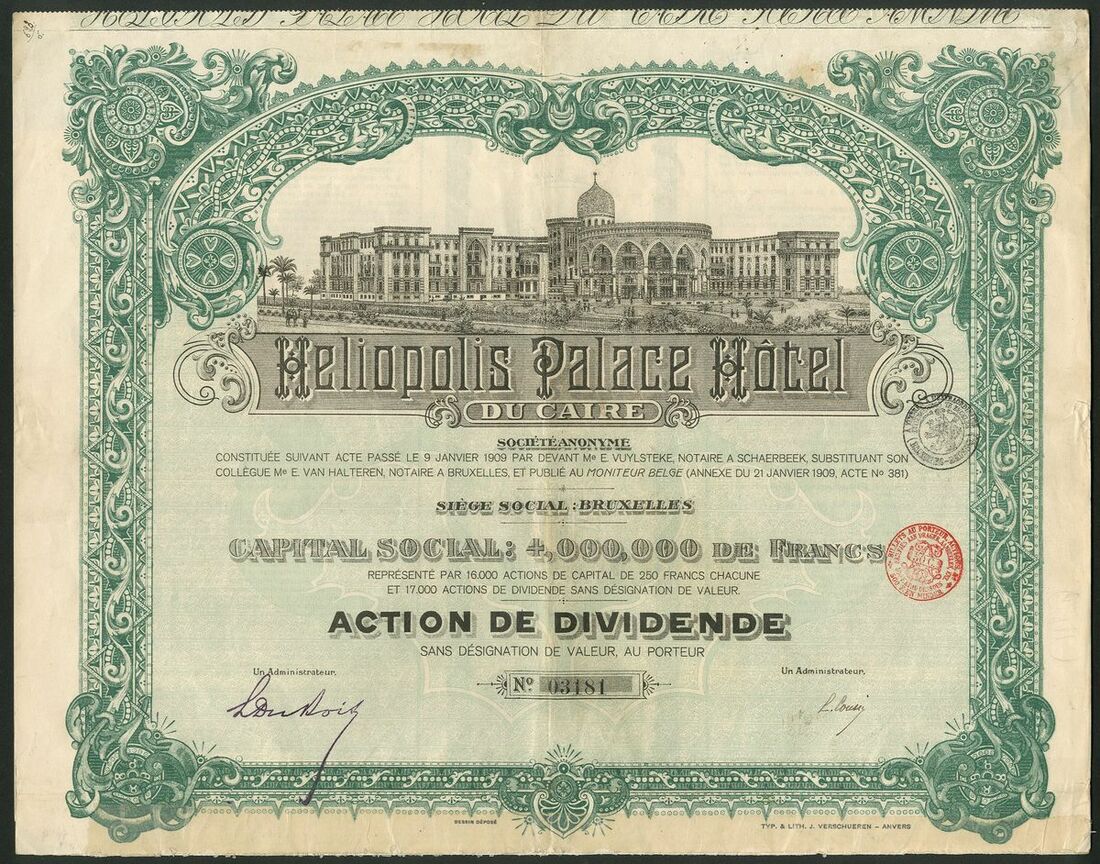 Heliopolis Palace Hôtel
DU CAIRE
SOCIÉTÉ ANONYME
CONSTITUÉE SUIVANT ACTE PASSÉ LE 9 JANVIER 1909 PAR DEVANT Me E. VUYLSTEKE, NOTAIRE A SCHAERBEEK, SUBSTITUANT SON
COLLÈGUE Me E. VAN HALTEREN, NOTAIRE A BRUXELLES, ET PUBLIÉ AU MONITEUR BELGE (ANNEXE DU 21 JANVIER 1909, ACTE No 381)
SIÈGE SOCIAL : BRUXELLES
CAPITAL SOCIAL: 4,000,000 DE FRANCS
REPRÉSENTÉ PAR 16.000 ACTIONS DE CAPITAL DE 250 FRANCS CHACUNE
ET 17.000 ACTIONS DE DIVIDENDE SANS DÉSIGNATION DE VALEUR.
ACTION DE DIVIDENDE
SANS DÉSIGNATION DE VALEUR, AU PORTEUR
Un Administrateur,
No 03181
Un Administrateur,
DESSIN DÉPOSÉ
TYP. & LITH. J. VERSCHUEREN – ANVERS